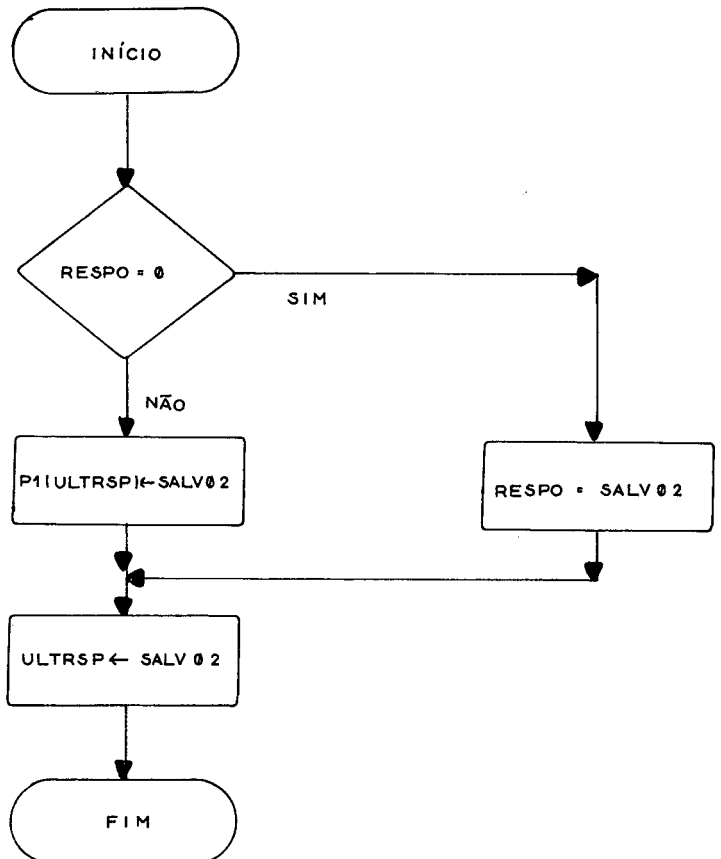 INÍCIO
RESPO = 0
SIM
NÃO
P1(ULTRSP)←SALV02
RESPO = SALV02
ULTRSP← SALV02
FIM